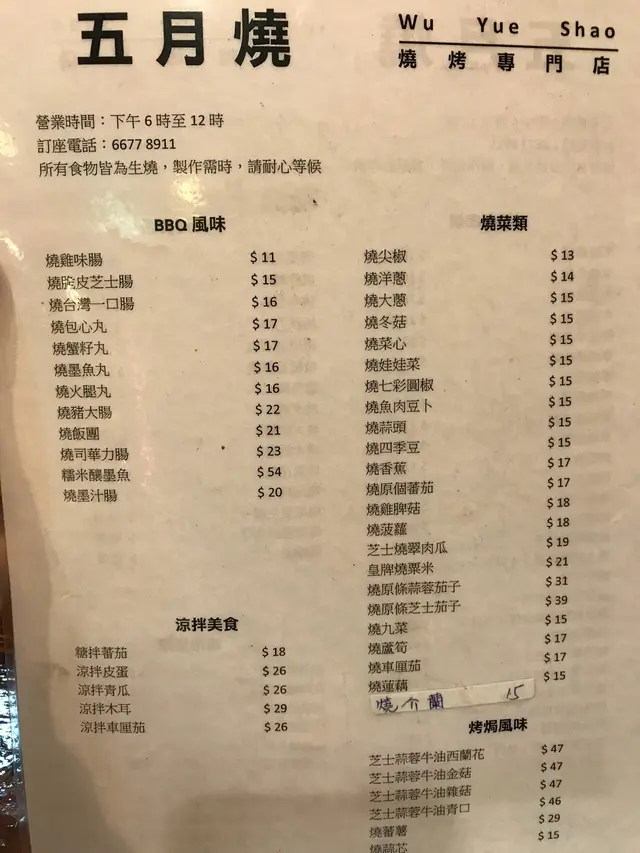 五月燒
Wu Yue Shao
燒烤專門店
營業時間：下午 6 時至 12 時
訂座電話：6677 8911
所有食物皆為生燒，製作需時，請耐心等候
BBQ 風味
燒雞味腸 $ 11
燒脆皮芝士腸 $ 15
燒台灣一口腸 $ 16
燒包心丸 $ 17
燒蟹籽丸 $ 17
燒墨魚丸 $ 16
燒火腿丸 $ 16
燒豬大腸 $ 22
燒飯團 $ 21
燒司華力腸 $ 23
糯米釀墨魚 $ 54
燒墨汁腸 $ 20
涼拌美食
糖拌蕃茄 $ 18
涼拌皮蛋 $ 26
涼拌青瓜 $ 26
涼拌木耳 $ 29
涼拌車厘茄 $ 26
燒菜類
燒尖椒 $ 13
燒洋蔥 $ 14
燒大蔥 $ 15
燒冬菇 $ 15
燒菜心 $ 15
燒娃娃菜 $ 15
燒七彩圓椒 $ 15
燒魚肉豆卜 $ 15
燒蒜頭 $ 15
燒四季豆 $ 15
燒香蕉 $ 17
燒原個蕃茄 $ 17
燒雞脾菇 $ 18
燒菠蘿 $ 18
芝士燒翠肉瓜 $ 19
皇牌燒粟米 $ 21
燒原條蒜蓉茄子 $ 31
燒原條芝士茄子 $ 39
燒九菜 $ 15
燒蘆筍 $ 17
燒車厘茄 $ 17
燒蓮藕 $ 15
燒介蘭 15
烤焗風味
芝士蒜蓉牛油西蘭花 $ 47
芝士蒜蓉牛油金菇 $ 47
芝士蒜蓉牛油雜菇 $ 47
芝士蒜蓉牛油青口 $ 46
燒蕃薯 $ 29
燒蒜芯 $ 15